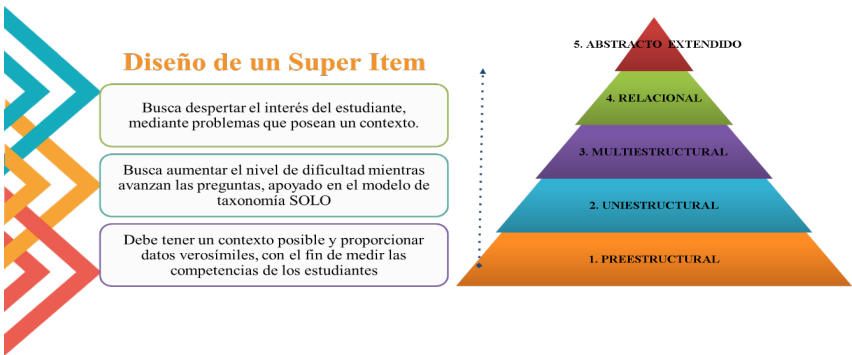 Diseño de un Super Item
Busca despertar el interés del estudiante,
mediante problemas que posean un contexto.
Busca aumentar el nivel de dificultad mientras
avanzan las preguntas, apoyado en el modelo de
taxonomía SOLO
Debe tener un contexto posible y proporcionar
datos verosímiles, con el fin de medir las
competencias de los estudiantes
5. ABSTRACTO EXTENDIDO
4. RELACIONAL
3. MULTIESTRUCTURAL
2. UNIESTRUCTURAL
1. PREESTRUCTURAL